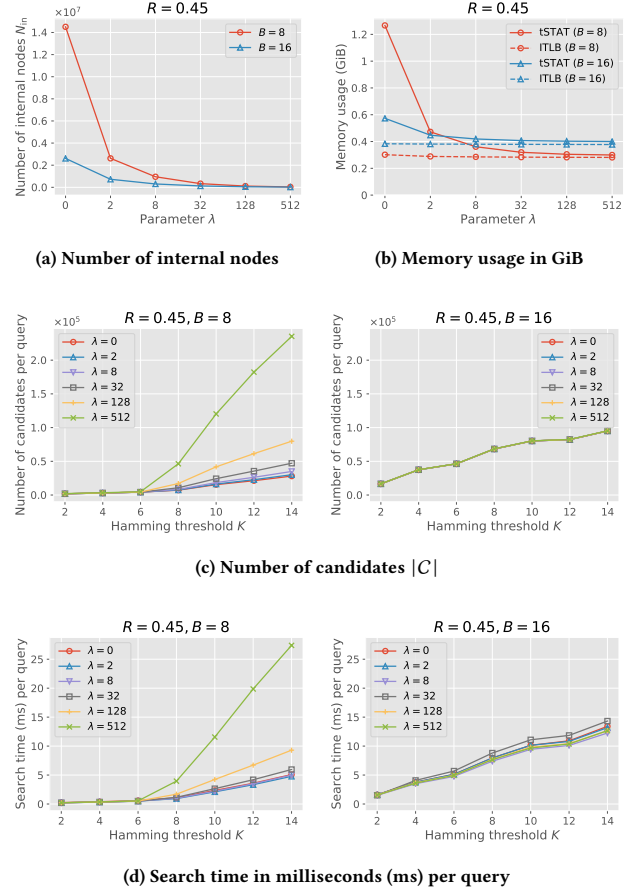 R = 0.45
×10⁷
Number of internal nodes N_in
1.4
1.2
1.0
0.8
0.6
0.4
0.2
0.0
B = 8
B = 16
0 2 8 32 128 512
Parameter λ
(a) Number of internal nodes
R = 0.45
Memory usage (GiB)
1.2
1.0
0.8
0.6
0.4
0.2
0
tSTAT (B = 8)
ITLB (B = 8)
tSTAT (B = 16)
ITLB (B = 16)
0 2 8 32 128 512
Parameter λ
(b) Memory usage in GiB
R = 0.45, B = 8
×10⁵
Number of candidates per query
2.0
1.5
1.0
0.5
0.0
λ = 0
λ = 2
λ = 8
λ = 32
λ = 128
λ = 512
2 4 6 8 10 12 14
Hamming threshold K
R = 0.45, B = 16
×10⁵
Number of candidates per query
2.0
1.5
1.0
0.5
0.0
λ = 0
λ = 2
λ = 8
λ = 32
λ = 128
λ = 512
2 4 6 8 10 12 14
Hamming threshold K
(c) Number of candidates |C|
R = 0.45, B = 8
Search time (ms) per query
25
20
15
10
5
0
λ = 0
λ = 2
λ = 8
λ = 32
λ = 128
λ = 512
2 4 6 8 10 12 14
Hamming threshold K
R = 0.45, B = 16
Search time (ms) per query
25
20
15
10
5
0
λ = 0
λ = 2
λ = 8
λ = 32
λ = 128
λ = 512
2 4 6 8 10 12 14
Hamming threshold K
(d) Search time in milliseconds (ms) per query